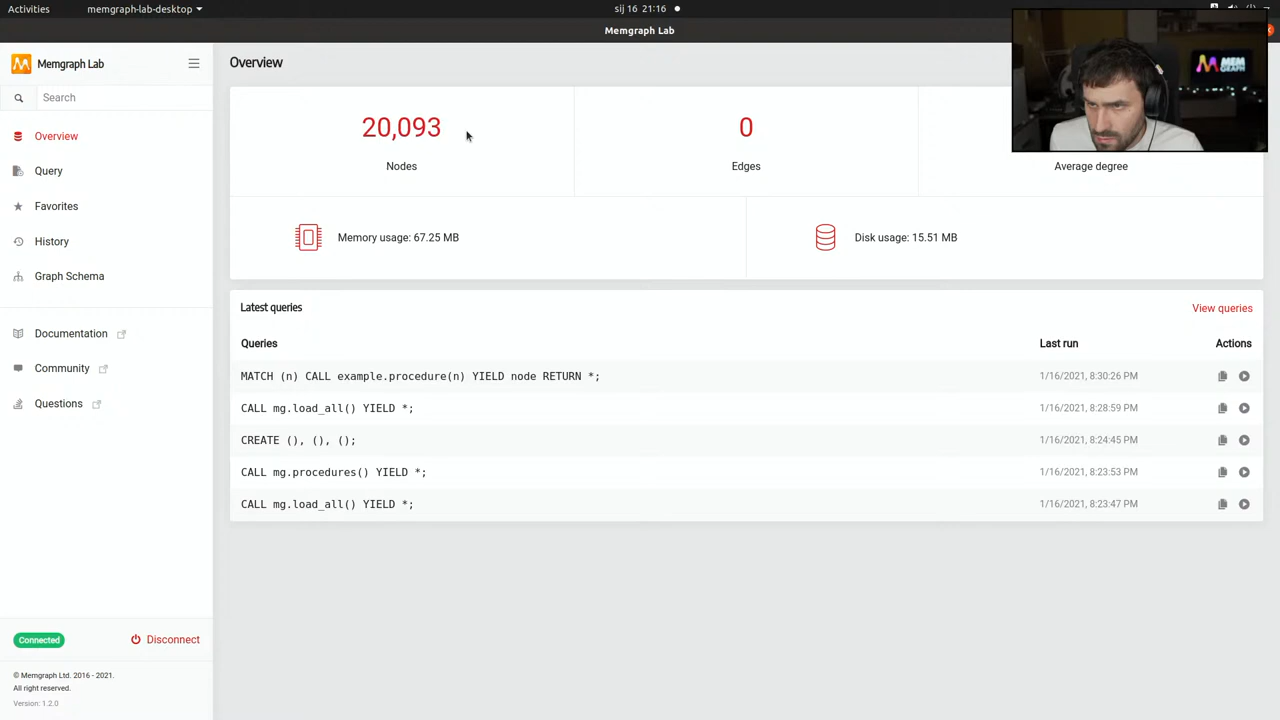 Activities
memgraph-lab-desktop
sij 16 21:16
Memgraph Lab
Memgraph Lab
Search
Overview
Query
Favorites
History
Graph Schema
Documentation
Community
Questions
Connected
Disconnect
© Memgraph Ltd. 2016 - 2021.
All right reserved.
Version: 1.2.0
Overview
20,093
Nodes
0
Edges
Average degree
Memory usage: 67.25 MB
Disk usage: 15.51 MB
Latest queries
View queries
Queries Last run Actions
MATCH (n) CALL example.procedure(n) YIELD node RETURN *; 1/16/2021, 8:30:26 PM
CALL mg.load_all() YIELD *; 1/16/2021, 8:28:59 PM
CREATE (), (), (); 1/16/2021, 8:24:45 PM
CALL mg.procedures() YIELD *; 1/16/2021, 8:23:53 PM
CALL mg.load_all() YIELD *; 1/16/2021, 8:23:47 PM
MEM
GRAPH